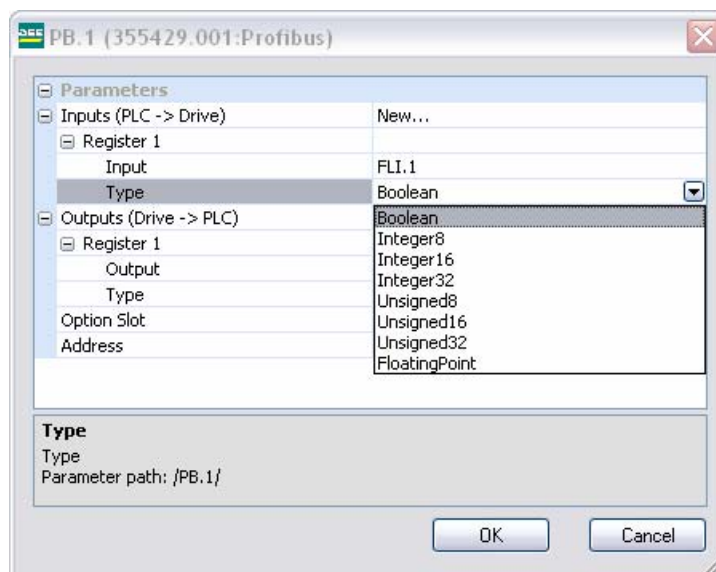 PB.1 (355429.001:Profibus)
Parameters
Inputs (PLC -> Drive) New...
Register 1
Input FLI.1
Type Boolean
Outputs (Drive -> PLC)
Boolean
Register 1
Integer8
Integer16
Output
Integer32
Type
Unsigned8
Option Slot
Unsigned16
Address
Unsigned32
FloatingPoint
Type
Type
Parameter path: /PB.1/
OK Cancel